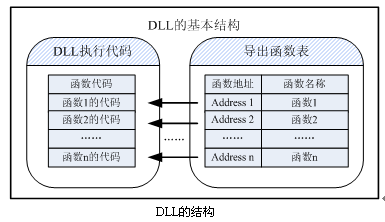 DLL的基本结构
DLL执行代码
导出函数表
函数代码
函数1的代码
函数2的代码
……
函数n的代码
……
函数地址 函数名称
Address 1 函数1
Address 2 函数2
…… ……
Address n 函数n
DLL的结构